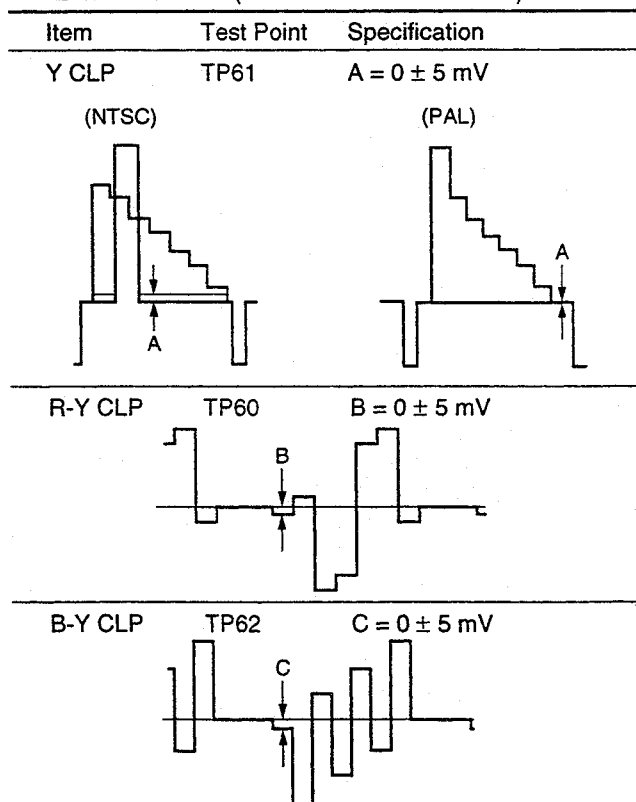 Item Test Point Specification
Y CLP TP61 A = 0 ± 5 mV
(NTSC) (PAL)
A
A
R-Y CLP TP60 B = 0 ± 5 mV
B
B-Y CLP TP62 C = 0 ± 5 mV
C